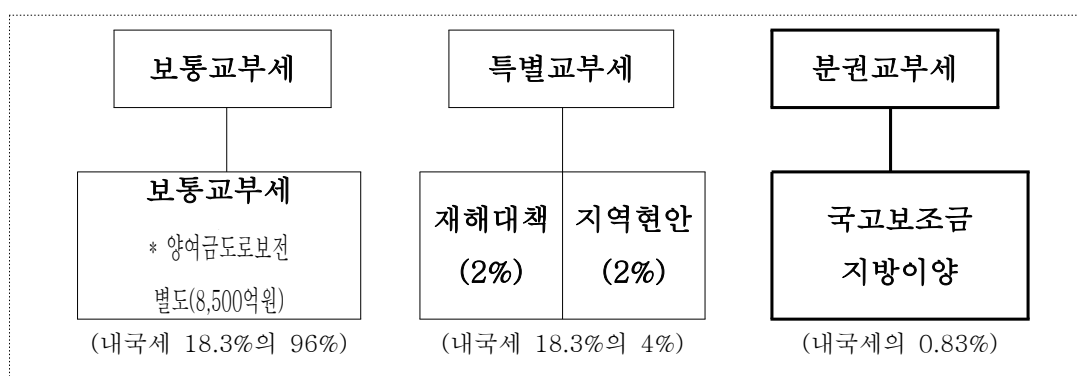 보통교부세
특별교부세
분권교부세
보통교부세
* 양여금도로보전
별도(8,500억원)
재해대책
(2%)
지역현안
(2%)
국고보조금
지방이양
(내국세 18.3%의 96%)
(내국세 18.3%의 4%)
(내국세의 0.83%)